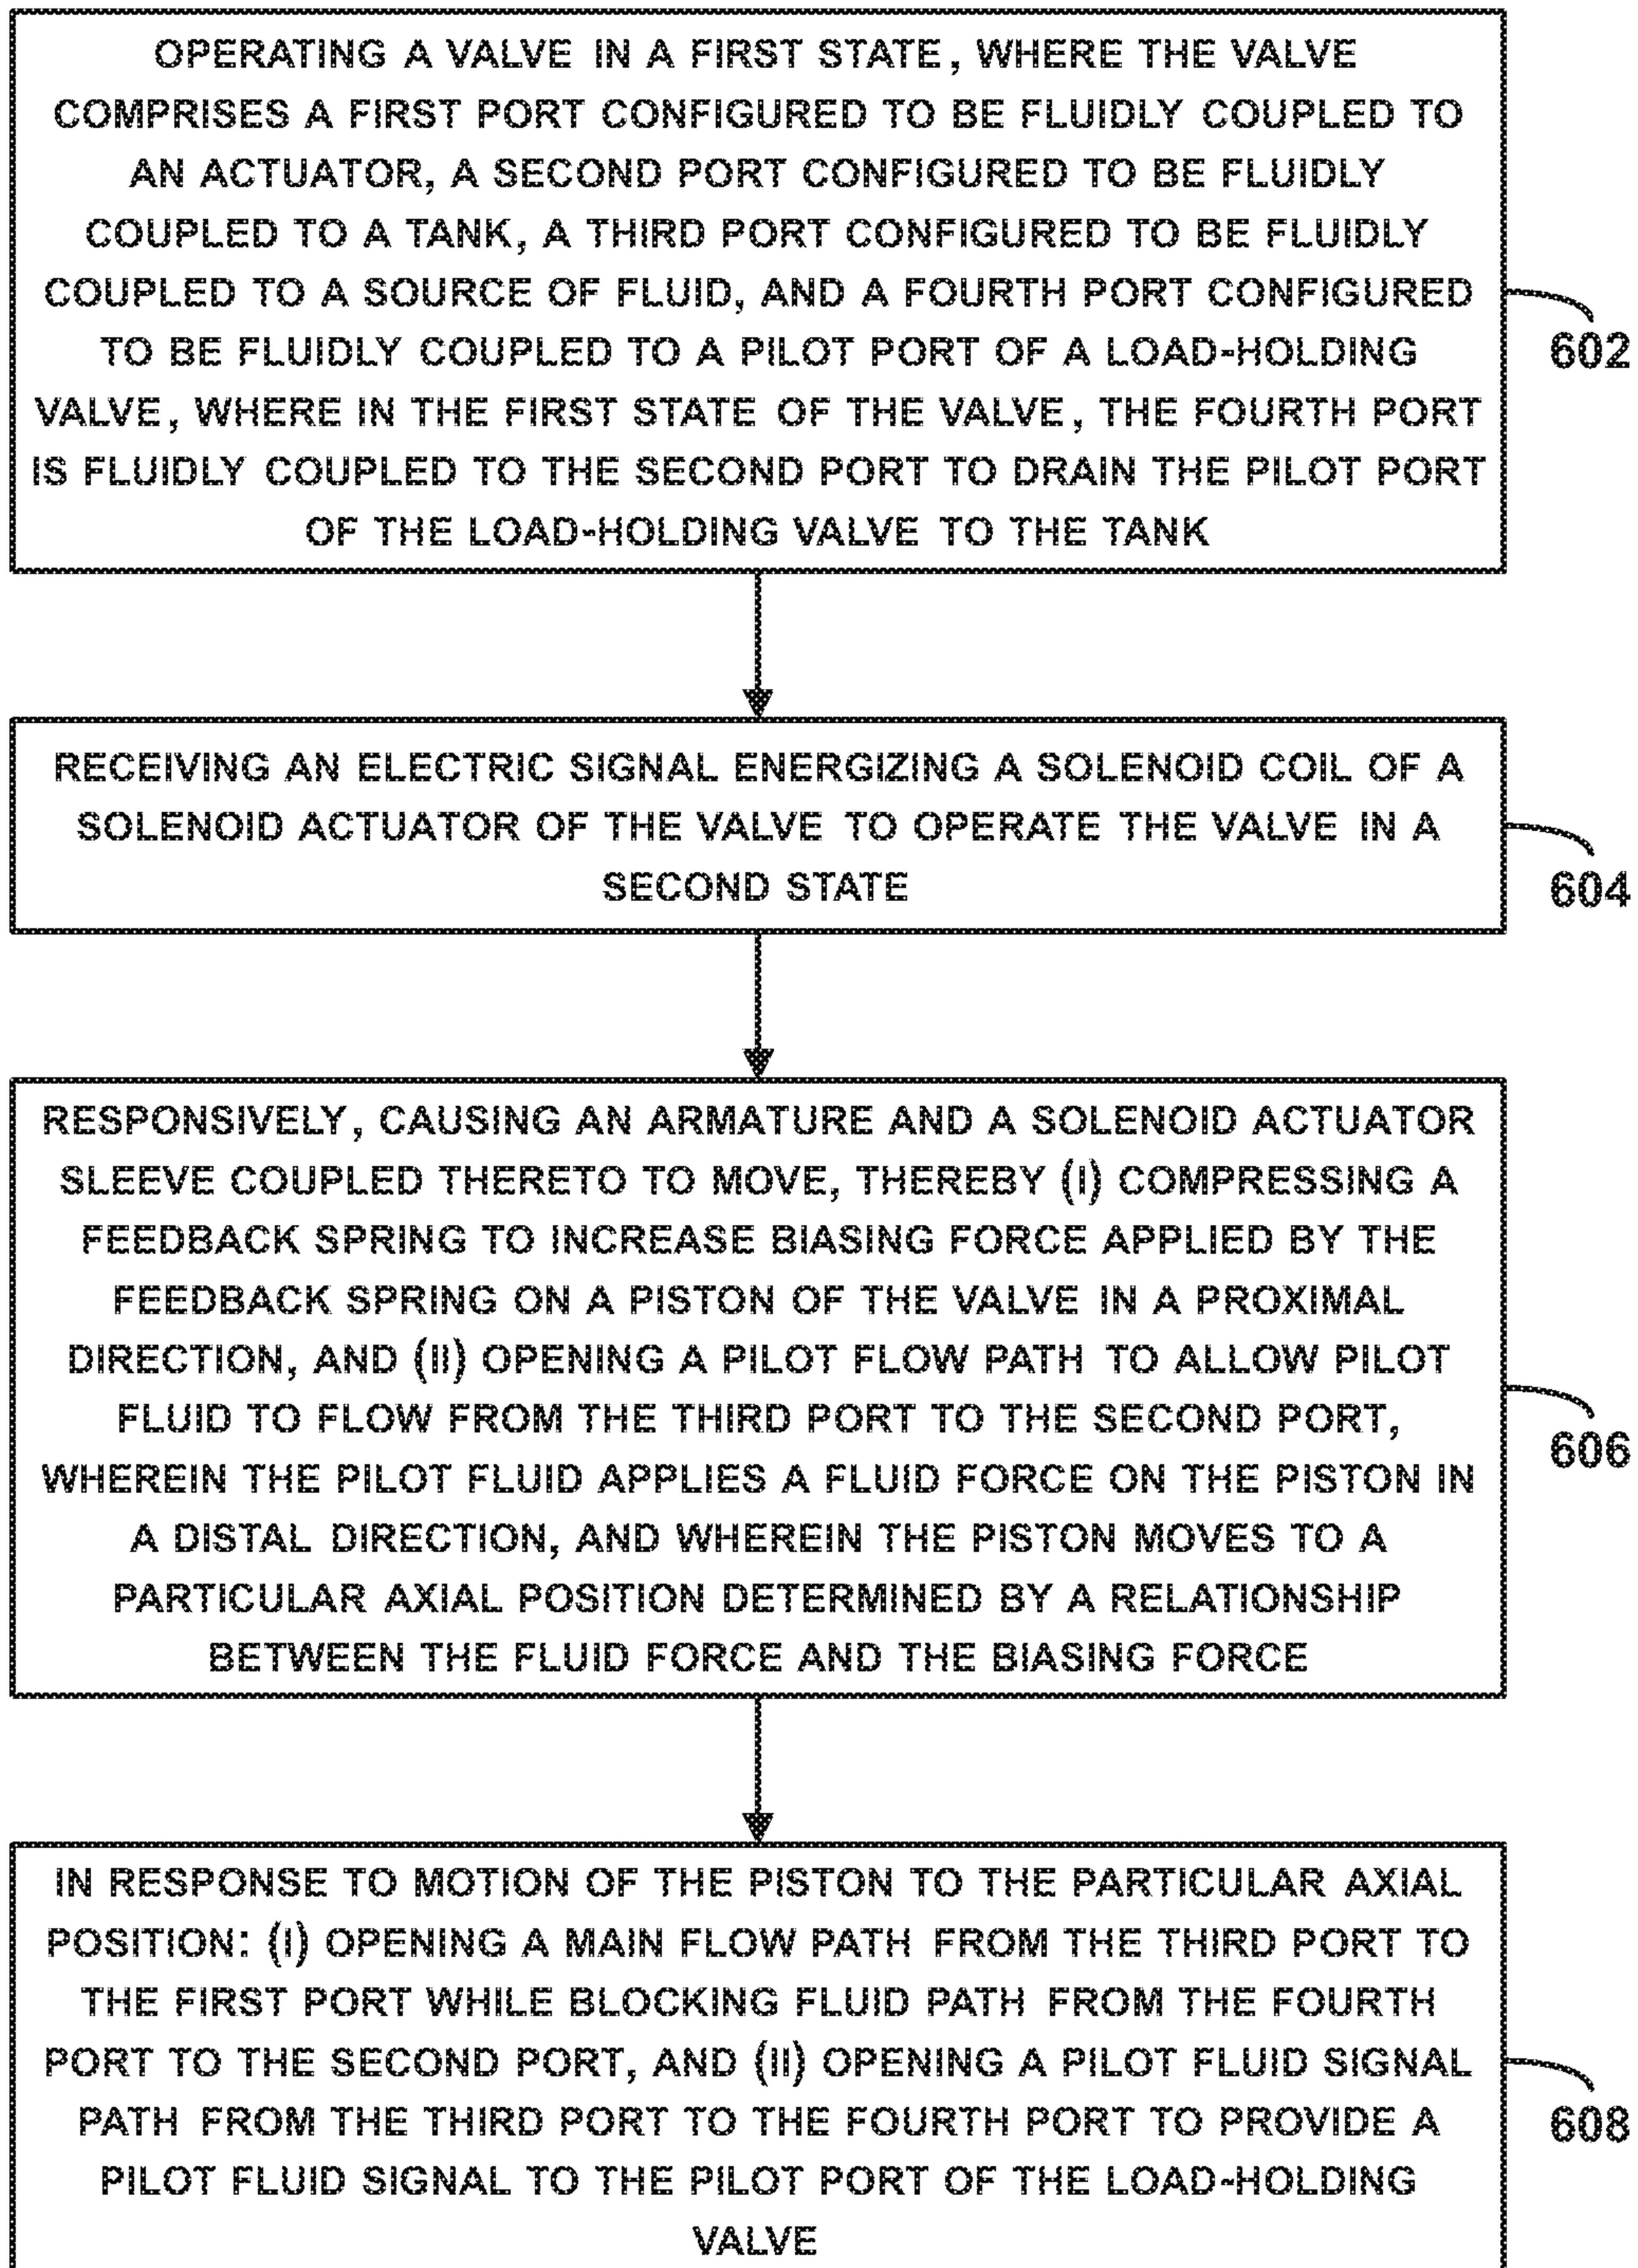 OPERATING A VALVE IN A FIRST STATE, WHERE THE VALVE
COMPRISES A FIRST PORT CONFIGURED TO BE FLUIDLY COUPLED TO
AN ACTUATOR, A SECOND PORT CONFIGURED TO BE FLUIDLY
COUPLED TO A TANK, A THIRD PORT CONFIGURED TO BE FLUIDLY
COUPLED TO A SOURCE OF FLUID, AND A FOURTH PORT CONFIGURED
TO BE FLUIDLY COUPLED TO A PILOT PORT OF A LOAD-HOLDING
VALVE, WHERE IN THE FIRST STATE OF THE VALVE, THE FOURTH PORT
IS FLUIDLY COUPLED TO THE SECOND PORT TO DRAIN THE PILOT PORT
OF THE LOAD-HOLDING VALVE TO THE TANK
602
RECEIVING AN ELECTRIC SIGNAL ENERGIZING A SOLENOID COIL OF A
SOLENOID ACTUATOR OF THE VALVE TO OPERATE THE VALVE IN A
SECOND STATE
604
RESPONSIVELY, CAUSING AN ARMATURE AND A SOLENOID ACTUATOR
SLEEVE COUPLED THERETO TO MOVE, THEREBY (I) COMPRESSING A
FEEDBACK SPRING TO INCREASE BIASING FORCE APPLIED BY THE
FEEDBACK SPRING ON A PISTON OF THE VALVE IN A PROXIMAL
DIRECTION, AND (II) OPENING A PILOT FLOW PATH TO ALLOW PILOT
FLUID TO FLOW FROM THE THIRD PORT TO THE SECOND PORT,
WHEREIN THE PILOT FLUID APPLIES A FLUID FORCE ON THE PISTON IN
A DISTAL DIRECTION, AND WHEREIN THE PISTON MOVES TO A
PARTICULAR AXIAL POSITION DETERMINED BY A RELATIONSHIP
BETWEEN THE FLUID FORCE AND THE BIASING FORCE
606
IN RESPONSE TO MOTION OF THE PISTON TO THE PARTICULAR AXIAL
POSITION: (I) OPENING A MAIN FLOW PATH FROM THE THIRD PORT TO
THE FIRST PORT WHILE BLOCKING FLUID PATH FROM THE FOURTH
PORT TO THE SECOND PORT, AND (II) OPENING A PILOT FLUID SIGNAL
PATH FROM THE THIRD PORT TO THE FOURTH PORT TO PROVIDE A
PILOT FLUID SIGNAL TO THE PILOT PORT OF THE LOAD-HOLDING
VALVE
608